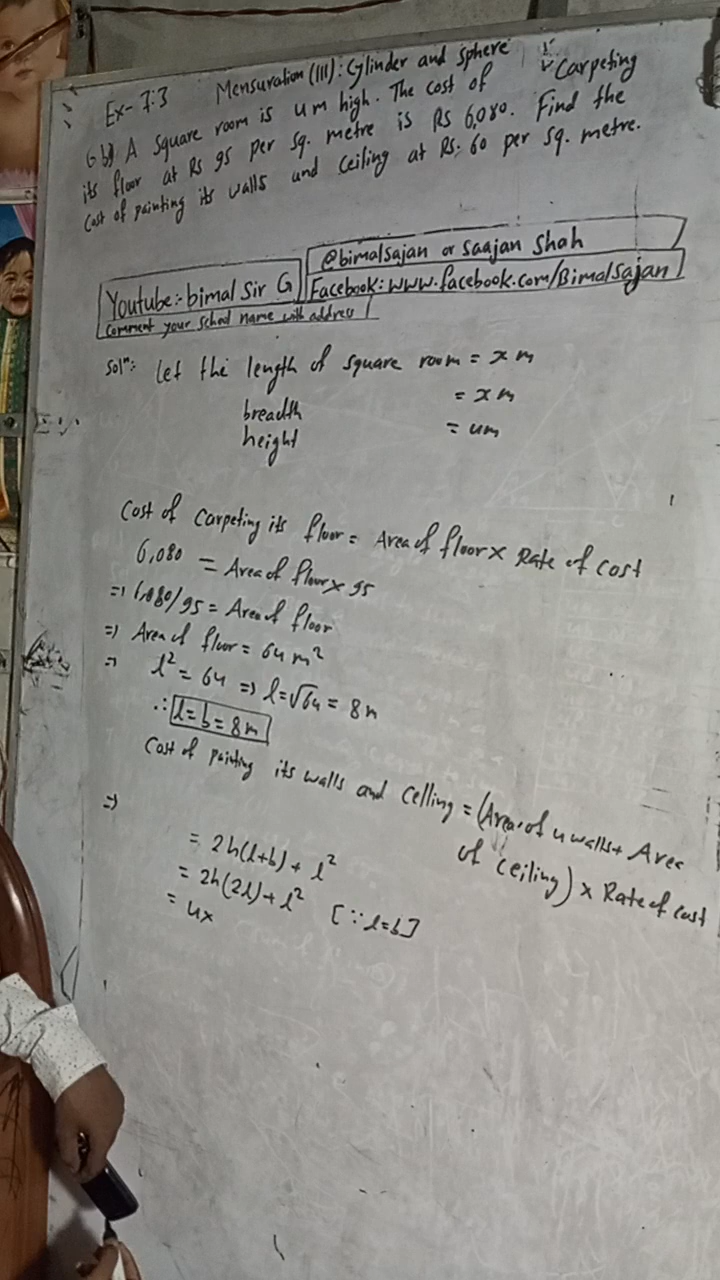 Ex- 7.3 Mensuration (III): Cylinder and sphere
6 b) A square room is 4m high. The cost of Carpeting
its floor at RS 95 per sq. metre is RS 6,080. Find the
cost of painting its walls and ceiling at RS. 60 per sq. metre.
@bimalsajan or saajan shah
Youtube:- bimal sir G
Facebook: www.facebook.com/Bimalsajan
Comment your school name with address
Solⁿ: Let the length of square room = x m
breadth = x m
height = 4m
Cost of Carpeting its floor = Area of floor × Rate of cost
6,080 = Area of floor × 95
=> 6,080/95 = Area of floor
=> Area of floor = 64 m²
=> l² = 64 => l = √64 = 8m
∴ l = b = 8m
Cost of painting its walls and Celling = (Area of 4 walls + Area
of ceiling) × Rate of cost
=>
= 2h(l+b) + l²
= 2h(2l) + l² [∵ l=b]
= 4×